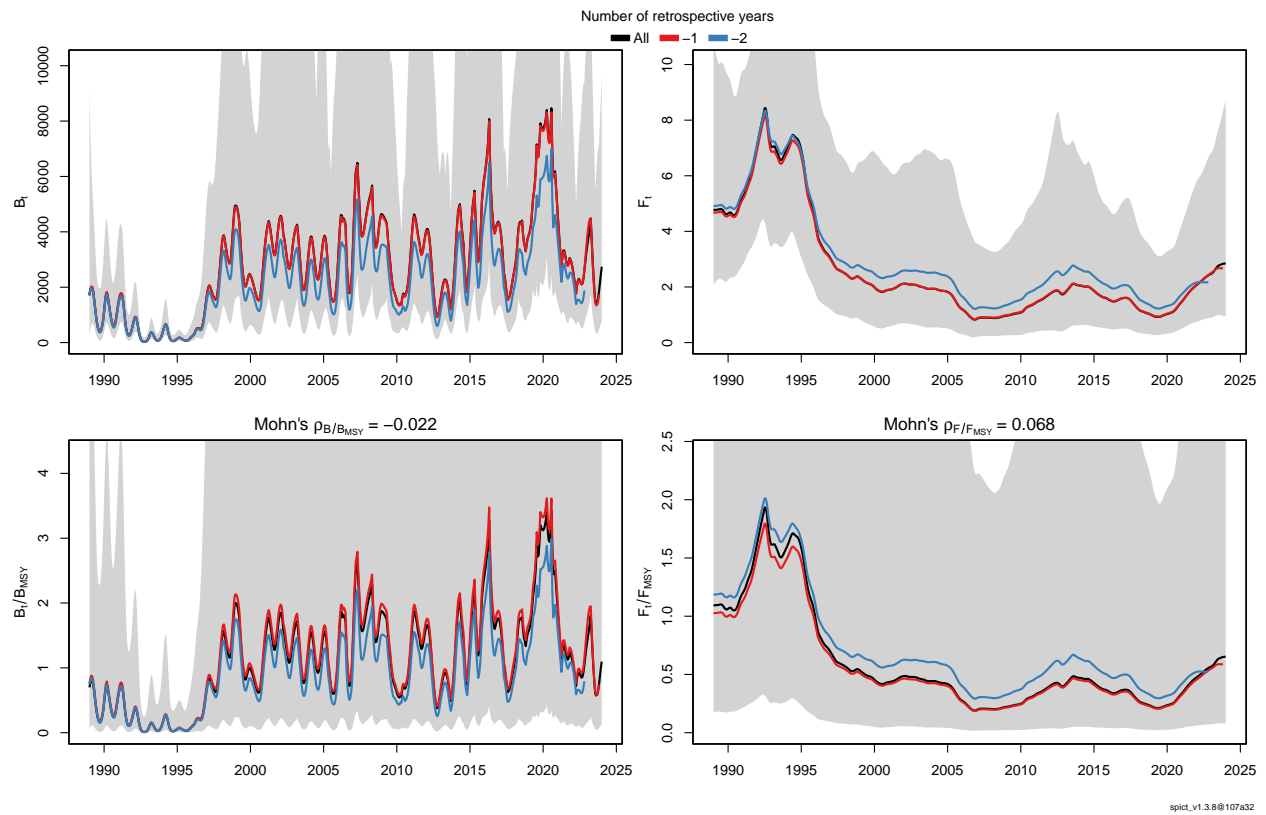 Number of retrospective years
All −1 −2
0 2000 4000 6000 8000 10000
Bt
1990 1995 2000 2005 2010 2015 2020 2025
0 2 4 6 8 10
Ft
1990 1995 2000 2005 2010 2015 2020 2025
Mohn's ρB/BMSY = −0.022
0 1 2 3 4
Bt/BMSY
1990 1995 2000 2005 2010 2015 2020 2025
Mohn's ρF/FMSY = 0.068
0.0 0.5 1.0 1.5 2.0 2.5
Ft/FMSY
1990 1995 2000 2005 2010 2015 2020 2025
spict_v1.3.8@107a32